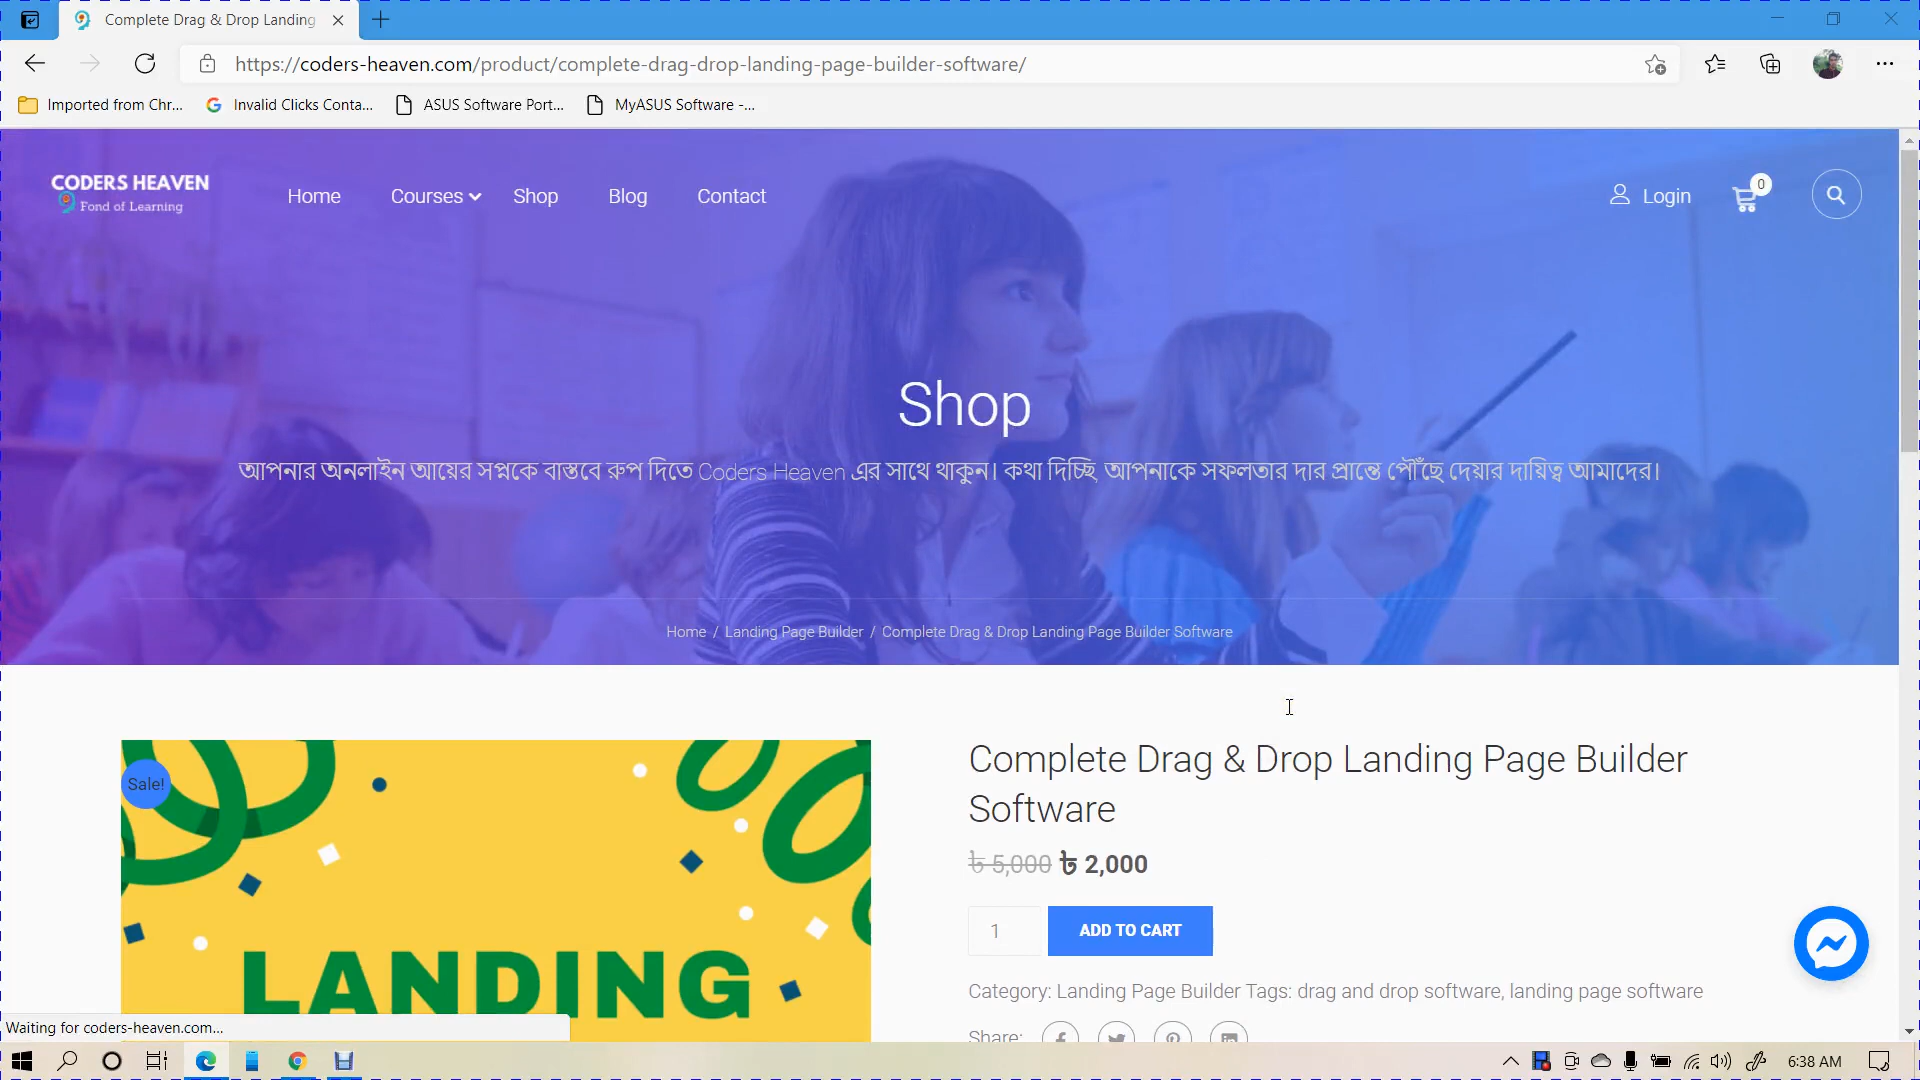 Complete Drag & Drop Landing
https://coders-heaven.com/product/complete-drag-drop-landing-page-builder-software/
Imported from Chr...
Invalid Clicks Conta...
ASUS Software Port...
MyASUS Software -...
CODERS HEAVEN
Fond of Learning
Home
Courses
Shop
Blog
Contact
Login
0
Shop
আপনার অনলাইন আয়ের সপ্নকে বাস্তবে রুপ দিতে Coders Heaven এর সাথে থাকুন। কথা দিচ্ছি, আপনাকে সফলতার দার প্রান্তে পৌঁছে দেয়ার দায়িত্ব আমাদের।
Home / Landing Page Builder / Complete Drag & Drop Landing Page Builder Software
Sale!
LANDING
Complete Drag & Drop Landing Page Builder
Software
৳ 5,000 ৳ 2,000
1
ADD TO CART
Category: Landing Page Builder Tags: drag and drop software, landing page software
Share:
Waiting for coders-heaven.com...
6:38 AM